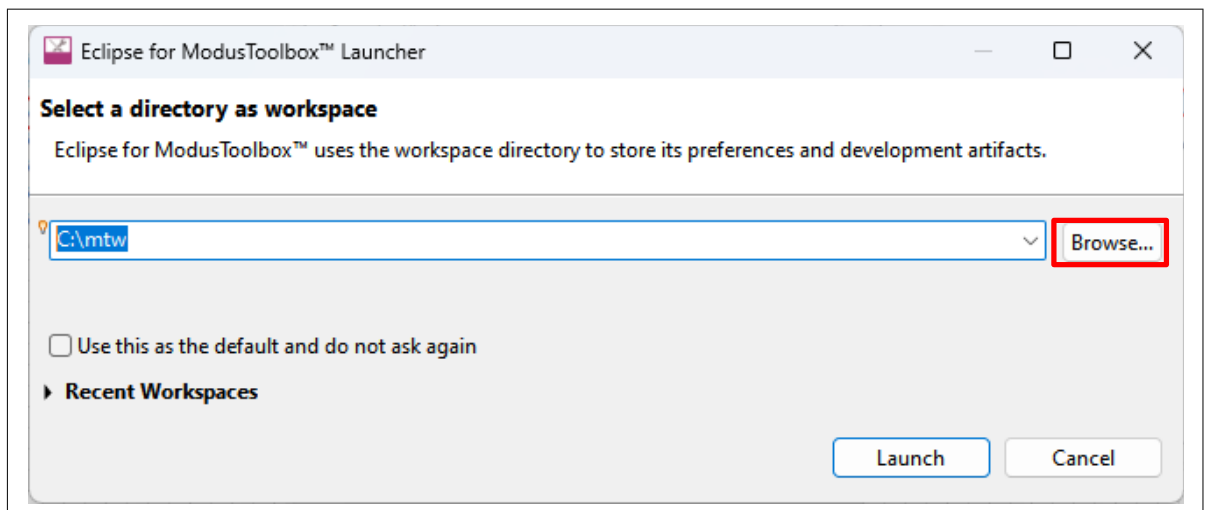 Eclipse for ModusToolbox™ Launcher
Select a directory as workspace
Eclipse for ModusToolbox™ uses the workspace directory to store its preferences and development artifacts.
C:\mtw
Browse...
Use this as the default and do not ask again
Recent Workspaces
Launch
Cancel